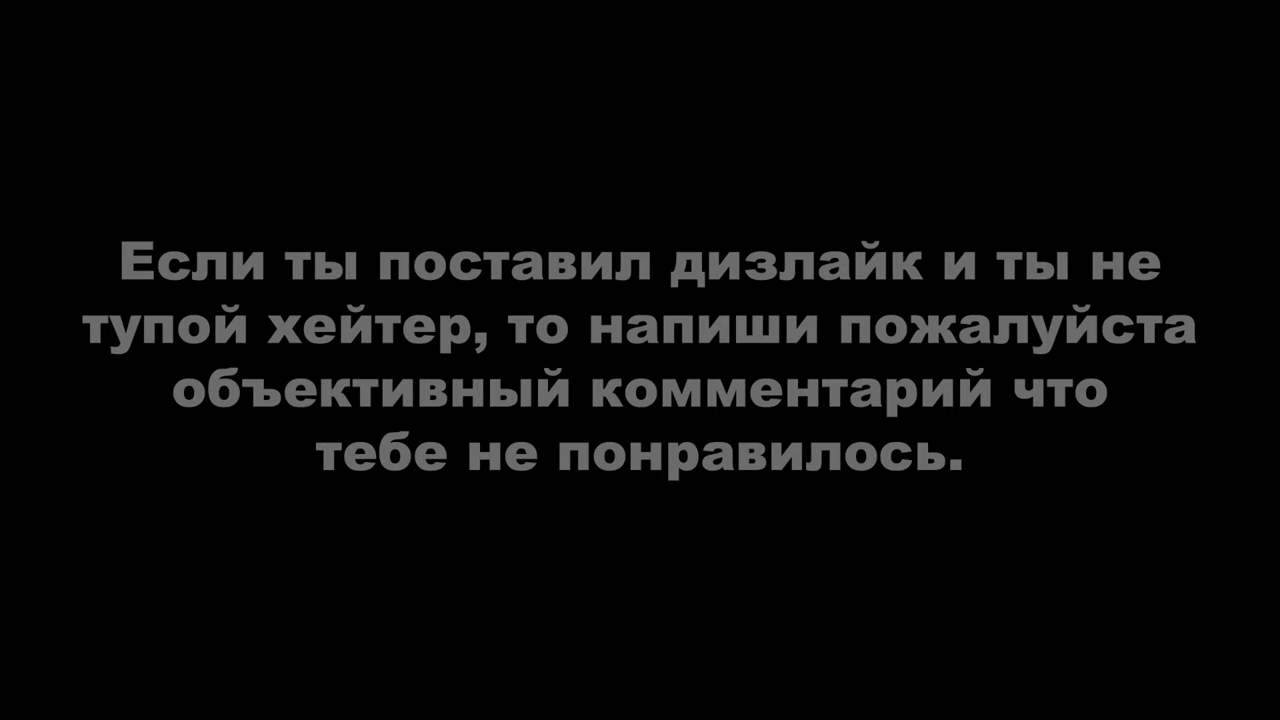 Если ты поставил дизлайк и ты не
тупой хейтер, то напиши пожалуйста
объективный комментарий что
тебе не понравилось.